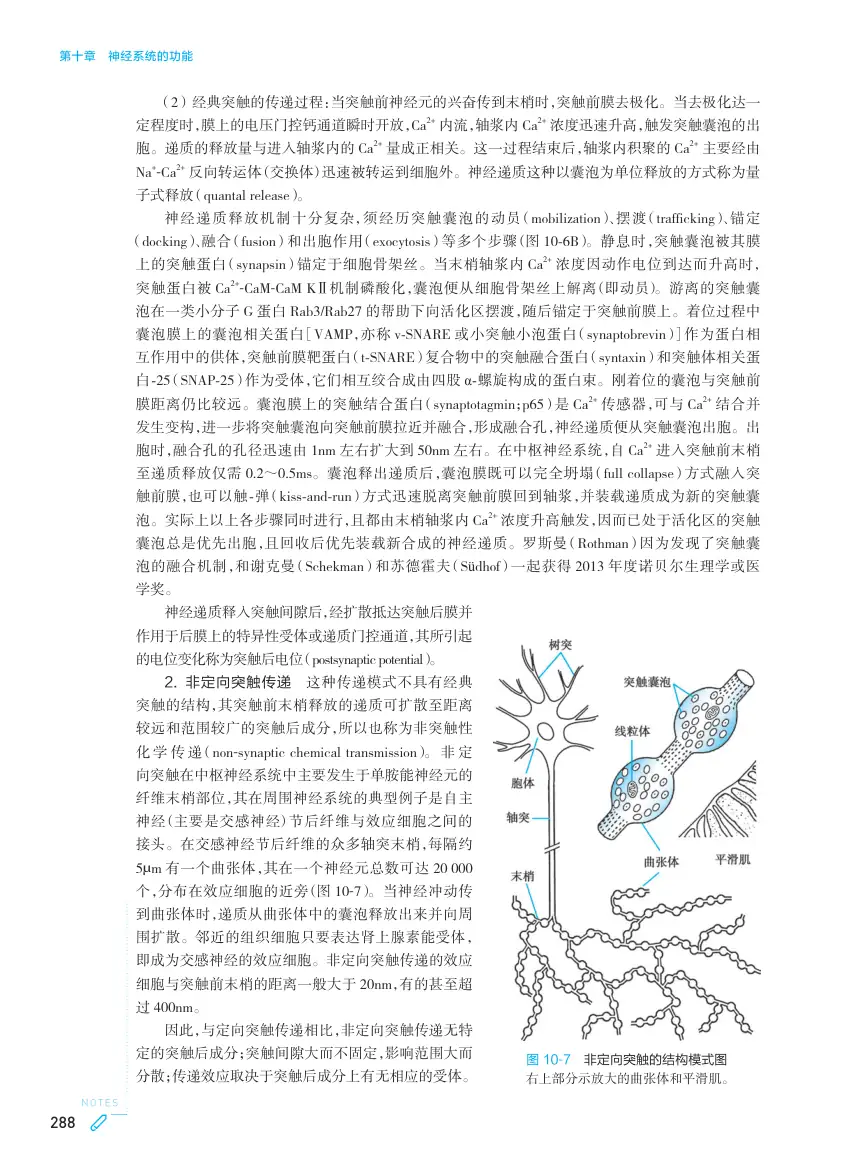 第十章 神经系统的功能
（2）经典突触的传递过程：当突触前神经元的兴奋传到末梢时，突触前膜去极化。当去极化达一
定程度时，膜上的电压门控钙通道瞬时开放，Ca²⁺ 内流，轴浆内 Ca²⁺ 浓度迅速升高，触发突触囊泡的出
胞。递质的释放量与进入轴浆内的 Ca²⁺ 量成正相关。这一过程结束后，轴浆内积聚的 Ca²⁺ 主要经由
Na⁺-Ca²⁺ 反向转运体（交换体）迅速被转运到细胞外。神经递质这种以囊泡为单位释放的方式称为量
子式释放（quantal release）。
神经递质释放机制十分复杂，须经历突触囊泡的动员（mobilization）、摆渡（trafficking）、锚定
（docking）、融合（fusion）和出胞作用（exocytosis）等多个步骤（图 10-6B）。静息时，突触囊泡被其膜
上的突触蛋白（synapsin）锚定于细胞骨架丝。当末梢轴浆内 Ca²⁺ 浓度因动作电位到达而升高时，
突触蛋白被 Ca²⁺-CaM-CaM KⅡ机制磷酸化，囊泡便从细胞骨架丝上解离（即动员）。游离的突触囊
泡在一类小分子 G 蛋白 Rab3/Rab27 的帮助下向活化区摆渡，随后锚定于突触前膜上。着位过程中
囊泡膜上的囊泡相关蛋白［VAMP，亦称 v-SNARE 或小突触小泡蛋白（synaptobrevin）］作为蛋白相
互作用中的供体，突触前膜靶蛋白（t-SNARE）复合物中的突触融合蛋白（syntaxin）和突触体相关蛋
白-25（SNAP-25）作为受体，它们相互绞合成由四股 α-螺旋构成的蛋白束。刚着位的囊泡与突触前
膜距离仍比较远。囊泡膜上的突触结合蛋白（synaptotagmin；p65）是 Ca²⁺ 传感器，可与 Ca²⁺ 结合并
发生变构，进一步将突触囊泡向突触前膜拉近并融合，形成融合孔，神经递质便从突触囊泡出胞。出
胞时，融合孔的孔径迅速由 1nm 左右扩大到 50nm 左右。在中枢神经系统，自 Ca²⁺ 进入突触前末梢
至递质释放仅需 0.2～0.5ms。囊泡释出递质后，囊泡膜既可以完全坍塌（full collapse）方式融入突
触前膜，也可以触-弹（kiss-and-run）方式迅速脱离突触前膜回到轴浆，并装载递质成为新的突触囊
泡。实际上以上各步骤同时进行，且都由末梢轴浆内 Ca²⁺ 浓度升高触发，因而已处于活化区的突触
囊泡总是优先出胞，且回收后优先装载新合成的神经递质。罗斯曼（Rothman）因为发现了突触囊
泡的融合机制，和谢克曼（Schekman）和苏德霍夫（Südhof）一起获得 2013 年度诺贝尔生理学或医
学奖。
神经递质释入突触间隙后，经扩散抵达突触后膜并
作用于后膜上的特异性受体或递质门控通道，其所引起
的电位变化称为突触后电位（postsynaptic potential）。
2. 非定向突触传递 这种传递模式不具有经典
突触的结构，其突触前末梢释放的递质可扩散至距离
较远和范围较广的突触后成分，所以也称为非突触性
化学传递（non-synaptic chemical transmission）。非定
向突触在中枢神经系统中主要发生于单胺能神经元的
纤维末梢部位，其在周围神经系统的典型例子是自主
神经（主要是交感神经）节后纤维与效应细胞之间的
接头。在交感神经节后纤维的众多轴突末梢，每隔约
5μm 有一个曲张体，其在一个神经元总数可达 20 000
个，分布在效应细胞的近旁（图 10-7）。当神经冲动传
到曲张体时，递质从曲张体中的囊泡释放出来并向周
围扩散。邻近的组织细胞只要表达肾上腺素能受体，
即成为交感神经的效应细胞。非定向突触传递的效应
细胞与突触前末梢的距离一般大于 20nm，有的甚至超
过 400nm。
因此，与定向突触传递相比，非定向突触传递无特
定的突触后成分；突触间隙大而不固定，影响范围大而
分散；传递效应取决于突触后成分上有无相应的受体。
树突
突触囊泡
线粒体
胞体
轴突
曲张体
平滑肌
末梢
图 10-7 非定向突触的结构模式图
右上部分示放大的曲张体和平滑肌。
NOTES
288